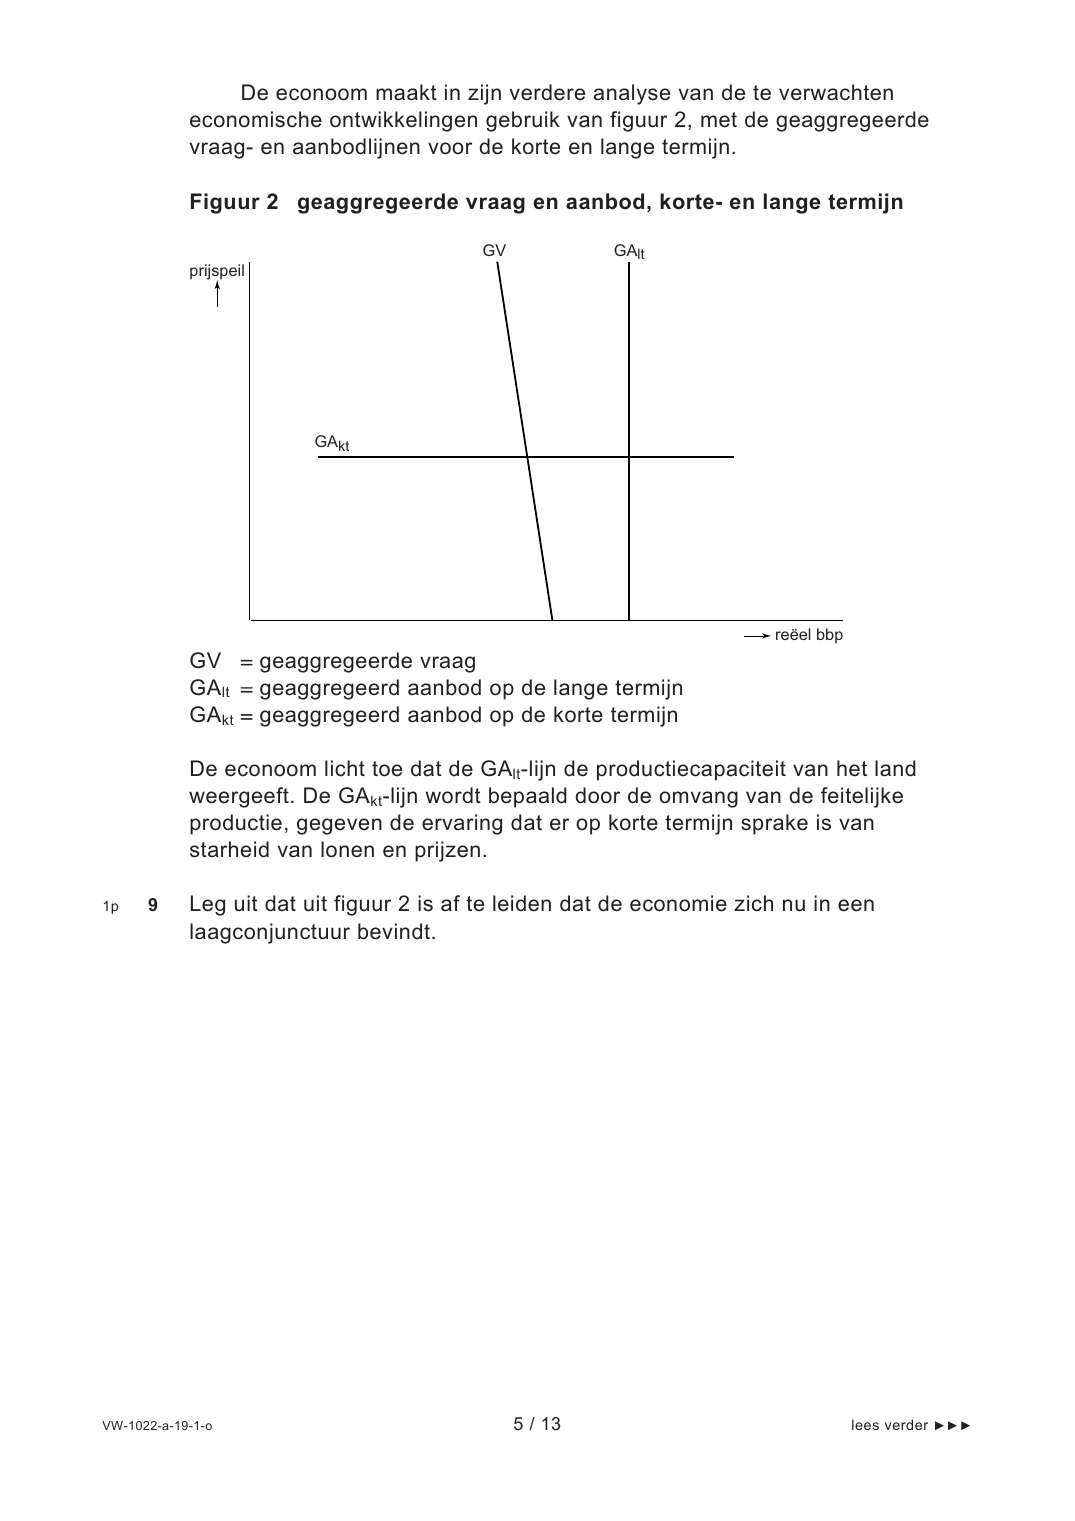 De econoom maakt in zijn verdere analyse van de te verwachten
economische ontwikkelingen gebruik van figuur 2, met de geaggregeerde
vraag- en aanbodlijnen voor de korte en lange termijn.
Figuur 2 geaggregeerde vraag en aanbod, korte- en lange termijn
GV GAlt
prijspeil
GAkt
reëel bbp
GV = geaggregeerde vraag
GAlt = geaggregeerd aanbod op de lange termijn
GAkt = geaggregeerd aanbod op de korte termijn
De econoom licht toe dat de GAlt-lijn de productiecapaciteit van het land
weergeeft. De GAkt-lijn wordt bepaald door de omvang van de feitelijke
productie, gegeven de ervaring dat er op korte termijn sprake is van
starheid van lonen en prijzen.
1p 9 Leg uit dat uit figuur 2 is af te leiden dat de economie zich nu in een
laagconjunctuur bevindt.
VW-1022-a-19-1-o 5 / 13 lees verder ►►►